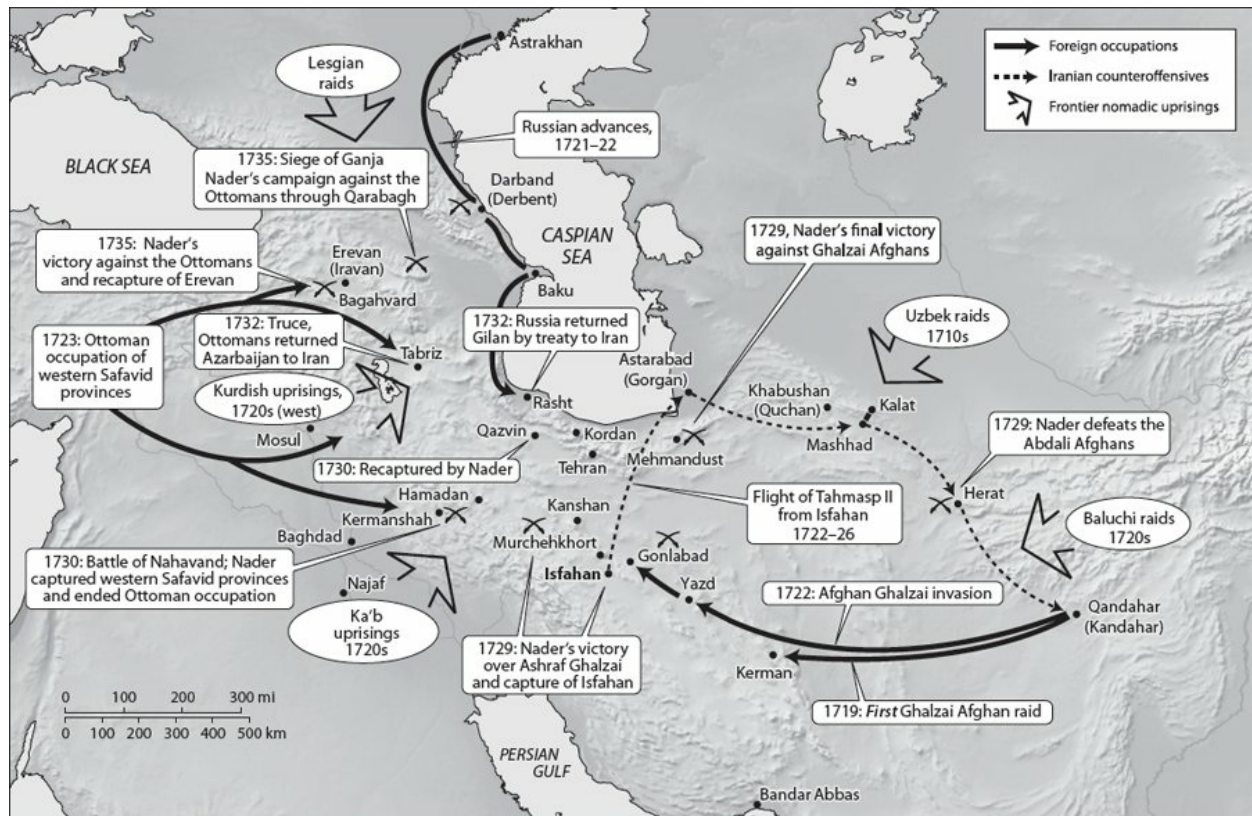 Astrakhan
Foreign occupations
Iranian counteroffensives
Frontier nomadic uprisings
Lesgian
raids
Russian advances,
1721–22
BLACK SEA
1735: Siege of Ganja
Nader's campaign against the
Ottomans through Qarabagh
Darband
(Derbent)
CASPIAN
SEA
1729, Nader's final victory
against Ghalzai Afghans
1735: Nader's
victory against the Ottomans
and recapture of Erevan
Erevan
(Iravan)
Bagahvard
Baku
1723: Ottoman
occupation of
western Safavid
provinces
1732: Truce,
Ottomans returned
Azarbaijan to Iran
Tabriz
1732: Russia returned
Gilan by treaty to Iran
Uzbek raids
1710s
Astarabad
(Gorgan)
Kurdish uprisings,
1720s (west)
Rasht
Khabushan
(Quchan)
Kalat
Mosul
Qazvin
Kordan
Mashhad
Mehmandust
1729: Nader defeats the
Abdali Afghans
1730: Recaptured by Nader
Tehran
Hamadan
Kermanshah
Kanshan
Flight of Tahmasp II
from Isfahan
1722–26
Herat
Baghdad
Murchehkhort
Gonlabad
Baluchi raids
1720s
1730: Battle of Nahavand; Nader
captured western Safavid provinces
and ended Ottoman occupation
Isfahan
Najaf
Yazd
1722: Afghan Ghalzai invasion
Qandahar
(Kandahar)
Ka'b
uprisings
1720s
1729: Nader's victory
over Ashraf Ghalzai
and capture of Isfahan
Kerman
0 100 200 300 mi
0 100 200 300 400 500 km
1719: First Ghalzai Afghan raid
PERSIAN
GULF
Bandar Abbas